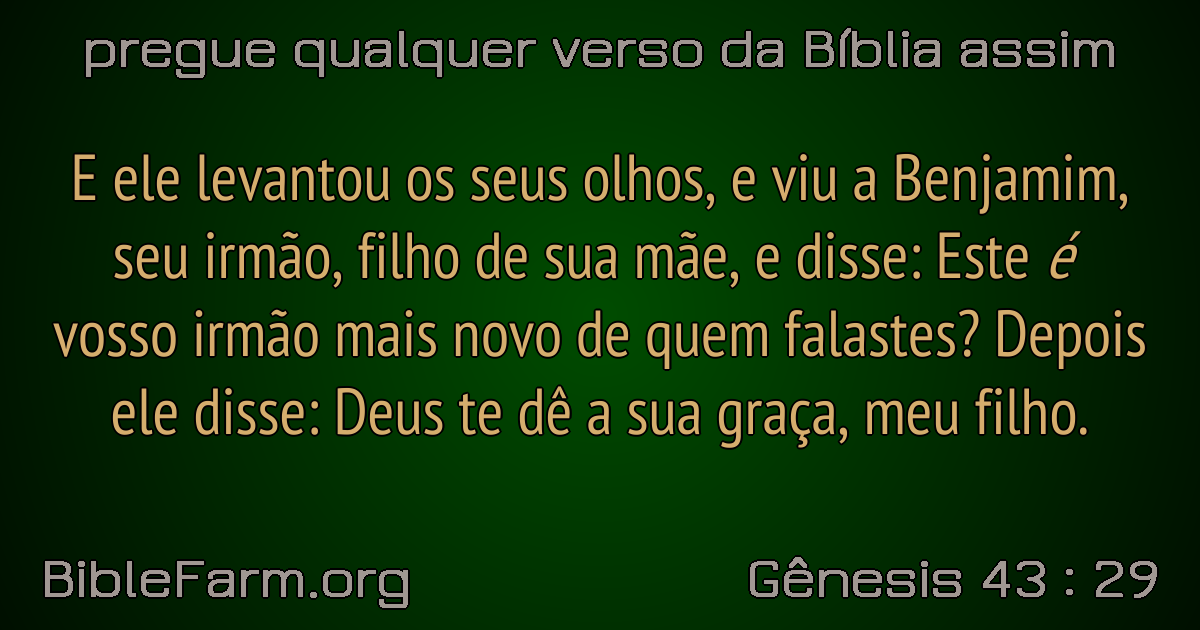 pregue qualquer verso da Bíblia assim
E ele levantou os seus olhos, e viu a Benjamim,
seu irmão, filho de sua mãe, e disse: Este é
vosso irmão mais novo de quem falastes? Depois
ele disse: Deus te dê a sua graça, meu filho.
BibleFarm.org
Gênesis 43 : 29